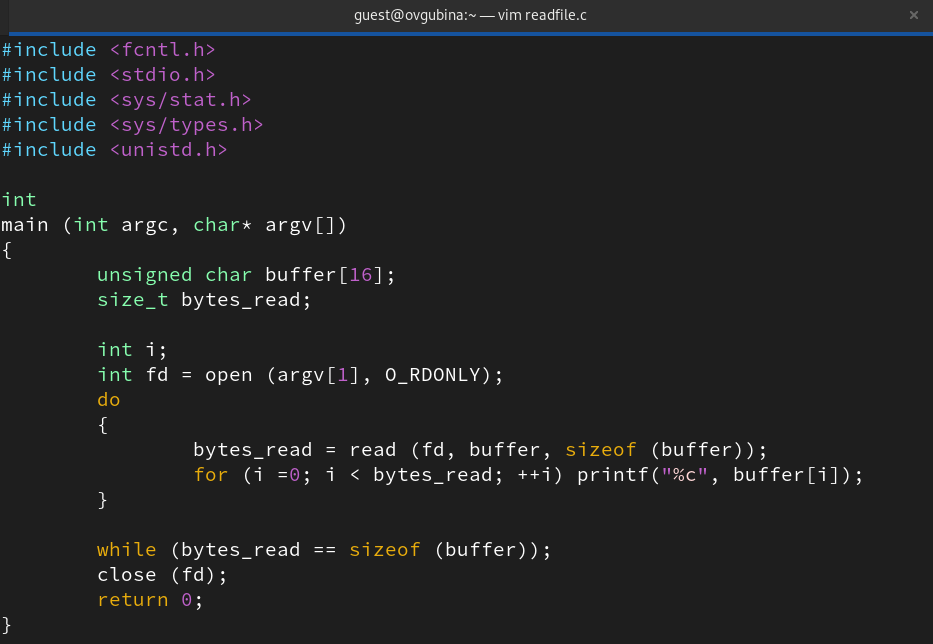 guest@ovgubina:~ — vim readfile.c
#include <fcntl.h>
#include <stdio.h>
#include <sys/stat.h>
#include <sys/types.h>
#include <unistd.h>
int
main (int argc, char* argv[])
{
        unsigned char buffer[16];
        size_t bytes_read;
        int i;
        int fd = open (argv[1], O_RDONLY);
        do
        {
                bytes_read = read (fd, buffer, sizeof (buffer));
                for (i =0; i < bytes_read; ++i) printf("%c", buffer[i]);
        }
        while (bytes_read == sizeof (buffer));
        close (fd);
        return 0;
}